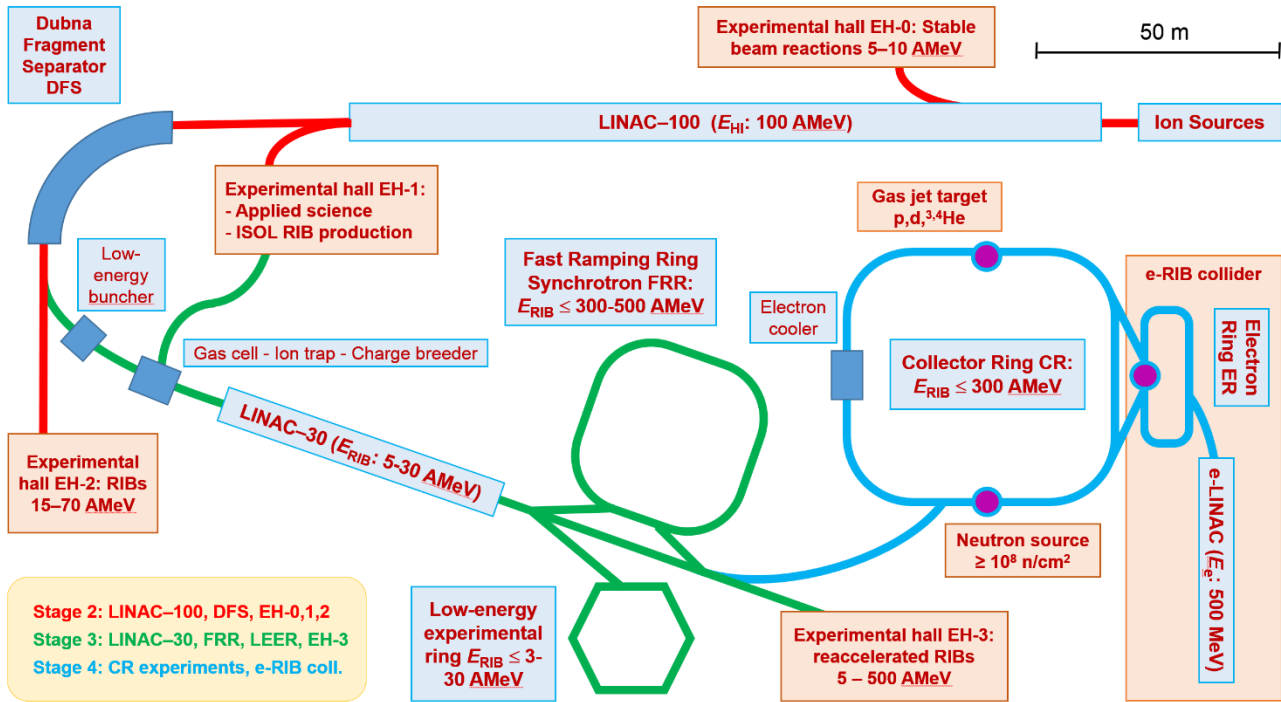 Dubna
Fragment
Separator
DFS
Experimental hall EH-0: Stable
beam reactions 5–10 AMeV
50 m
LINAC–100 (E_HI: 100 AMeV)
Ion Sources
Experimental hall EH-1:
- Applied science
- ISOL RIB production
Low-
energy
buncher
Gas cell - Ion trap - Charge breeder
Fast Ramping Ring
Synchrotron FRR:
E_RIB ≤ 300-500 AMeV
Gas jet target
p,d,³,⁴He
Electron
cooler
Collector Ring CR:
E_RIB ≤ 300 AMeV
e-RIB collider
Electron
Ring ER
e-LINAC (E_e: 500 MeV)
LINAC–30 (E_RIB: 5-30 AMeV)
Experimental
hall EH-2: RIBs
15–70 AMeV
Neutron source
≥ 10⁸ n/cm²
Stage 2: LINAC–100, DFS, EH-0,1,2
Stage 3: LINAC–30, FRR, LEER, EH-3
Stage 4: CR experiments, e-RIB coll.
Low-energy
experimental
ring E_RIB ≤ 3-
30 AMeV
Experimental hall EH-3:
reaccelerated RIBs
5 – 500 AMeV